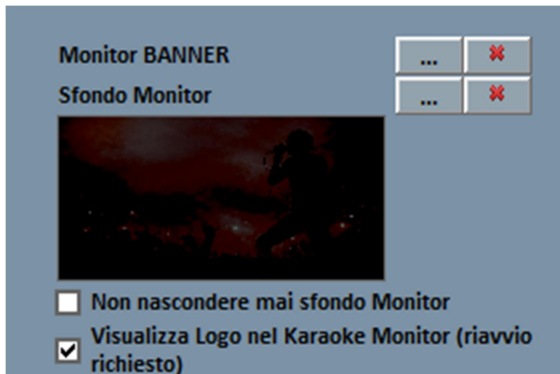 Monitor BANNER
...
Sfondo Monitor
...
Non nascondere mai sfondo Monitor
Visualizza Logo nel Karaoke Monitor (riavvio
richiesto)